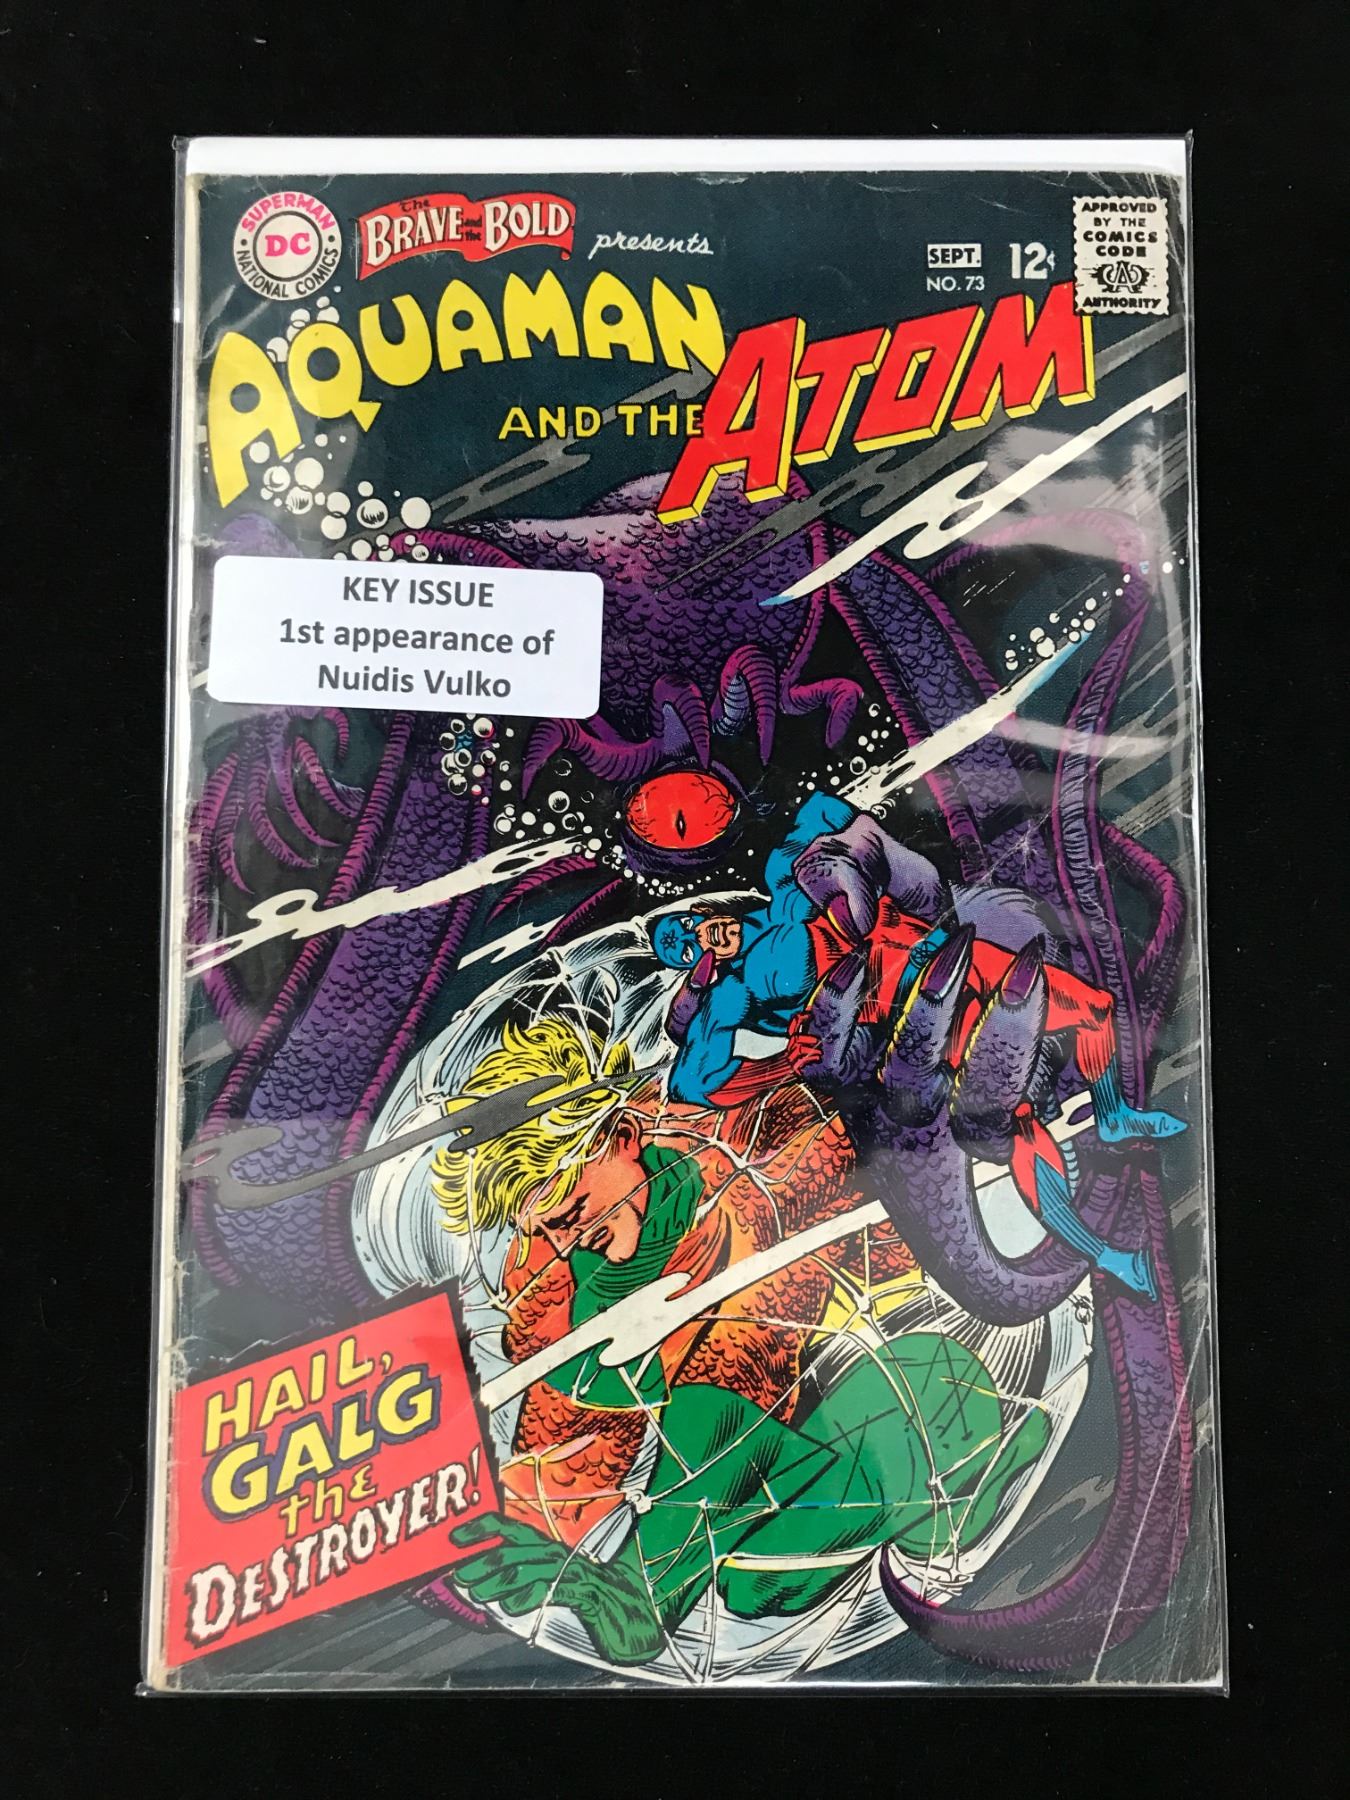 SUPERMAN
DC
NATIONAL COMICS
The
BRAVE and the BOLD
presents
SEPT.
NO. 73
12¢
APPROVED
BY THE
COMICS
CODE
CA
AUTHORITY
AQUAMAN
AND THE ATOM
KEY ISSUE
1st appearance of
Nuidis Vulko
HAIL,
GALG
the
DESTROYER!